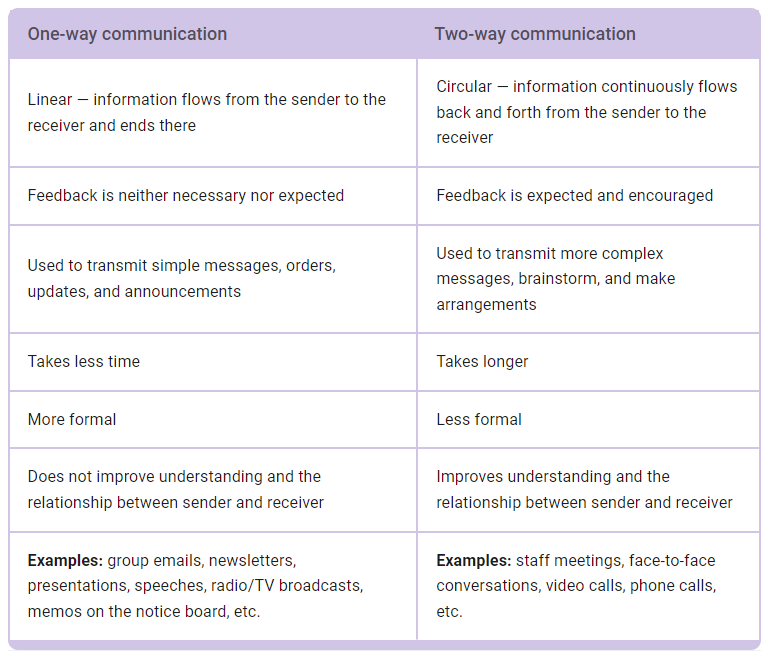 One-way communication
Two-way communication
Linear — information flows from the sender to the
receiver and ends there
Circular — information continuously flows
back and forth from the sender to the
receiver
Feedback is neither necessary nor expected
Feedback is expected and encouraged
Used to transmit simple messages, orders,
updates, and announcements
Used to transmit more complex
messages, brainstorm, and make
arrangements
Takes less time
Takes longer
More formal
Less formal
Does not improve understanding and the
relationship between sender and receiver
Improves understanding and the
relationship between sender and receiver
Examples: group emails, newsletters,
presentations, speeches, radio/TV broadcasts,
memos on the notice board, etc.
Examples: staff meetings, face-to-face
conversations, video calls, phone calls,
etc.